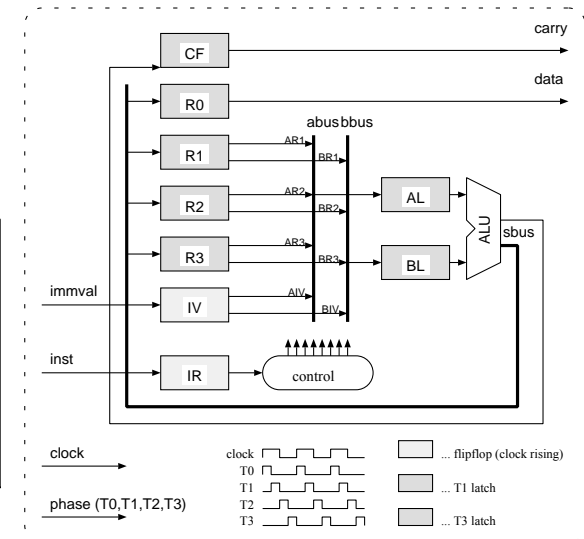 carry
CF
data
R0
abus bbus
AR1
R1
BR1
AR2
AL
R2
BR2
ALU
sbus
AR3
R3
BR3
BL
immval
AIV
IV
BIV
inst
IR
control
clock
clock
... flipflop (clock rising)
T0
T1
... T1 latch
phase (T0,T1,T2,T3)
T2
T3
... T3 latch